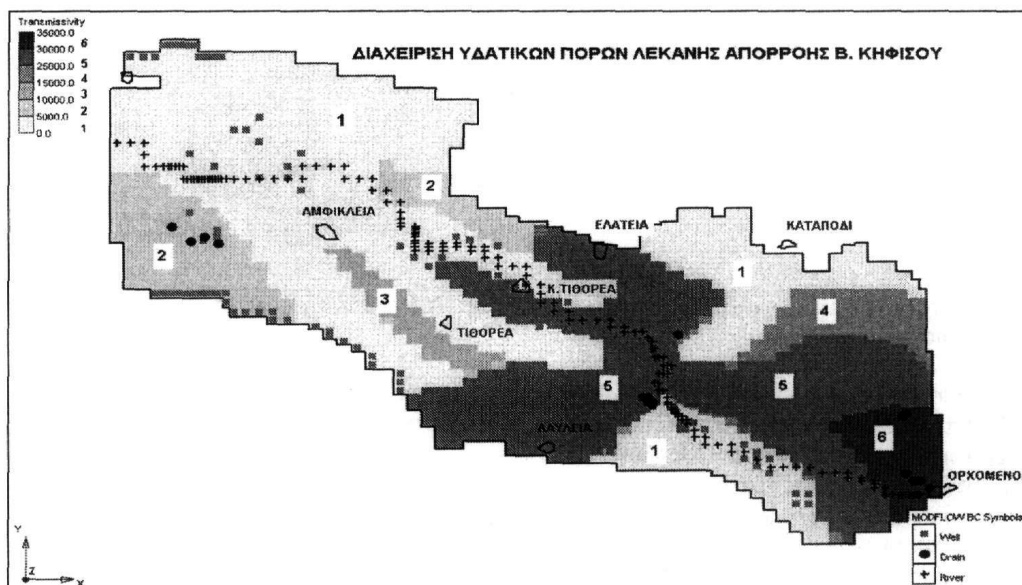 Transmissivity
35000.0
6
30000.0
5
25000.0
4
15000.0
3
10000.0
2
5000.0
1
0.0
ΔΙΑΧΕΙΡΙΣΗ ΥΔΑΤΙΚΩΝ ΠΟΡΩΝ ΛΕΚΑΝΗΣ ΑΠΟΡΡΟΗΣ Β. ΚΗΦΙΣΟΥ
1
2
ΑΜΦΙΚΛΕΙΑ
ΕΛΑΤΕΙΑ
ΚΑΤΑΠΟΔΙ
2
1
Κ.ΤΙΘΟΡΕΑ
3
4
ΤΙΘΟΡΕΑ
5
5
ΔΑΥΛΕΙΑ
1
6
ΟΡΧΟΜΕΝΟ
MODFLOW BC Symbols
Well
Drain
River
Y
Z
X